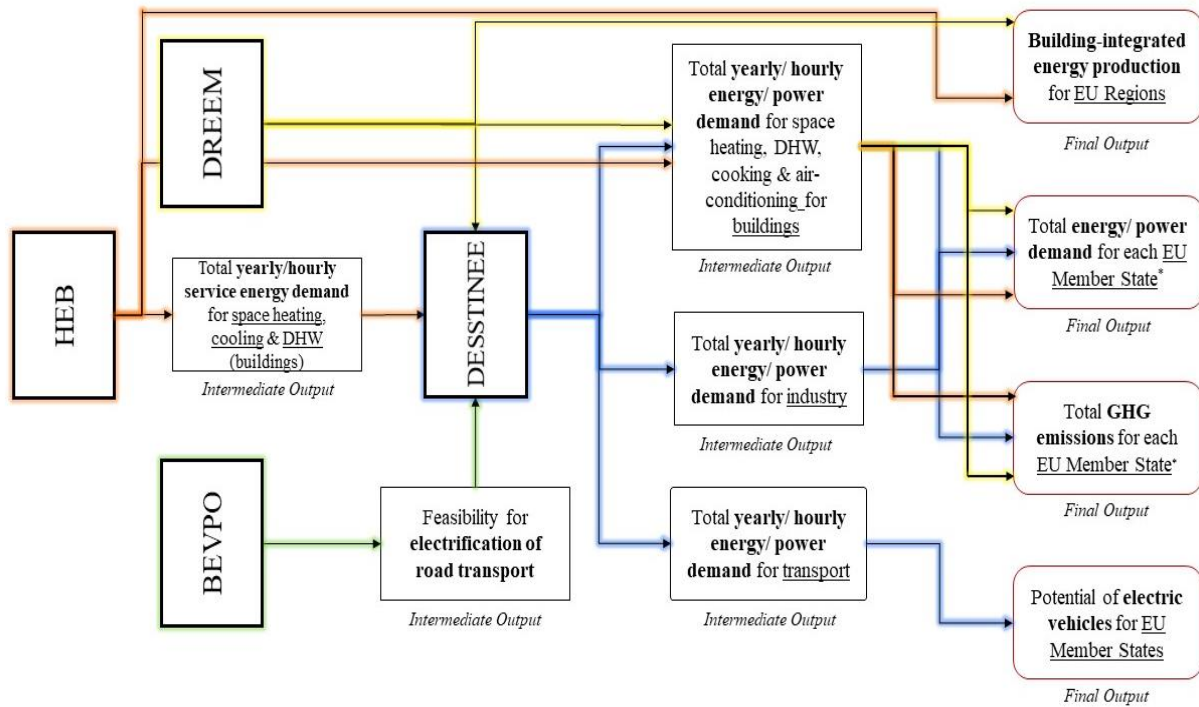 HEB
DREEM
BEVPO
Total yearly/hourly
service energy demand
for space heating,
cooling & DHW
(buildings)
Intermediate Output
DESSTINEE
Feasibility for
electrification of
road transport
Intermediate Output
Total yearly/ hourly
energy/ power
demand for space
heating, DHW,
cooking & air-
conditioning for
buildings
Intermediate Output
Total yearly/ hourly
energy/ power
demand for industry
Intermediate Output
Total yearly/ hourly
energy/ power
demand for transport
Intermediate Output
Building-integrated
energy production
for EU Regions
Final Output
Total energy/ power
demand for each EU
Member State*
Final Output
Total GHG
emissions for each
EU Member State*
Final Output
Potential of electric
vehicles for EU
Member States
Final Output